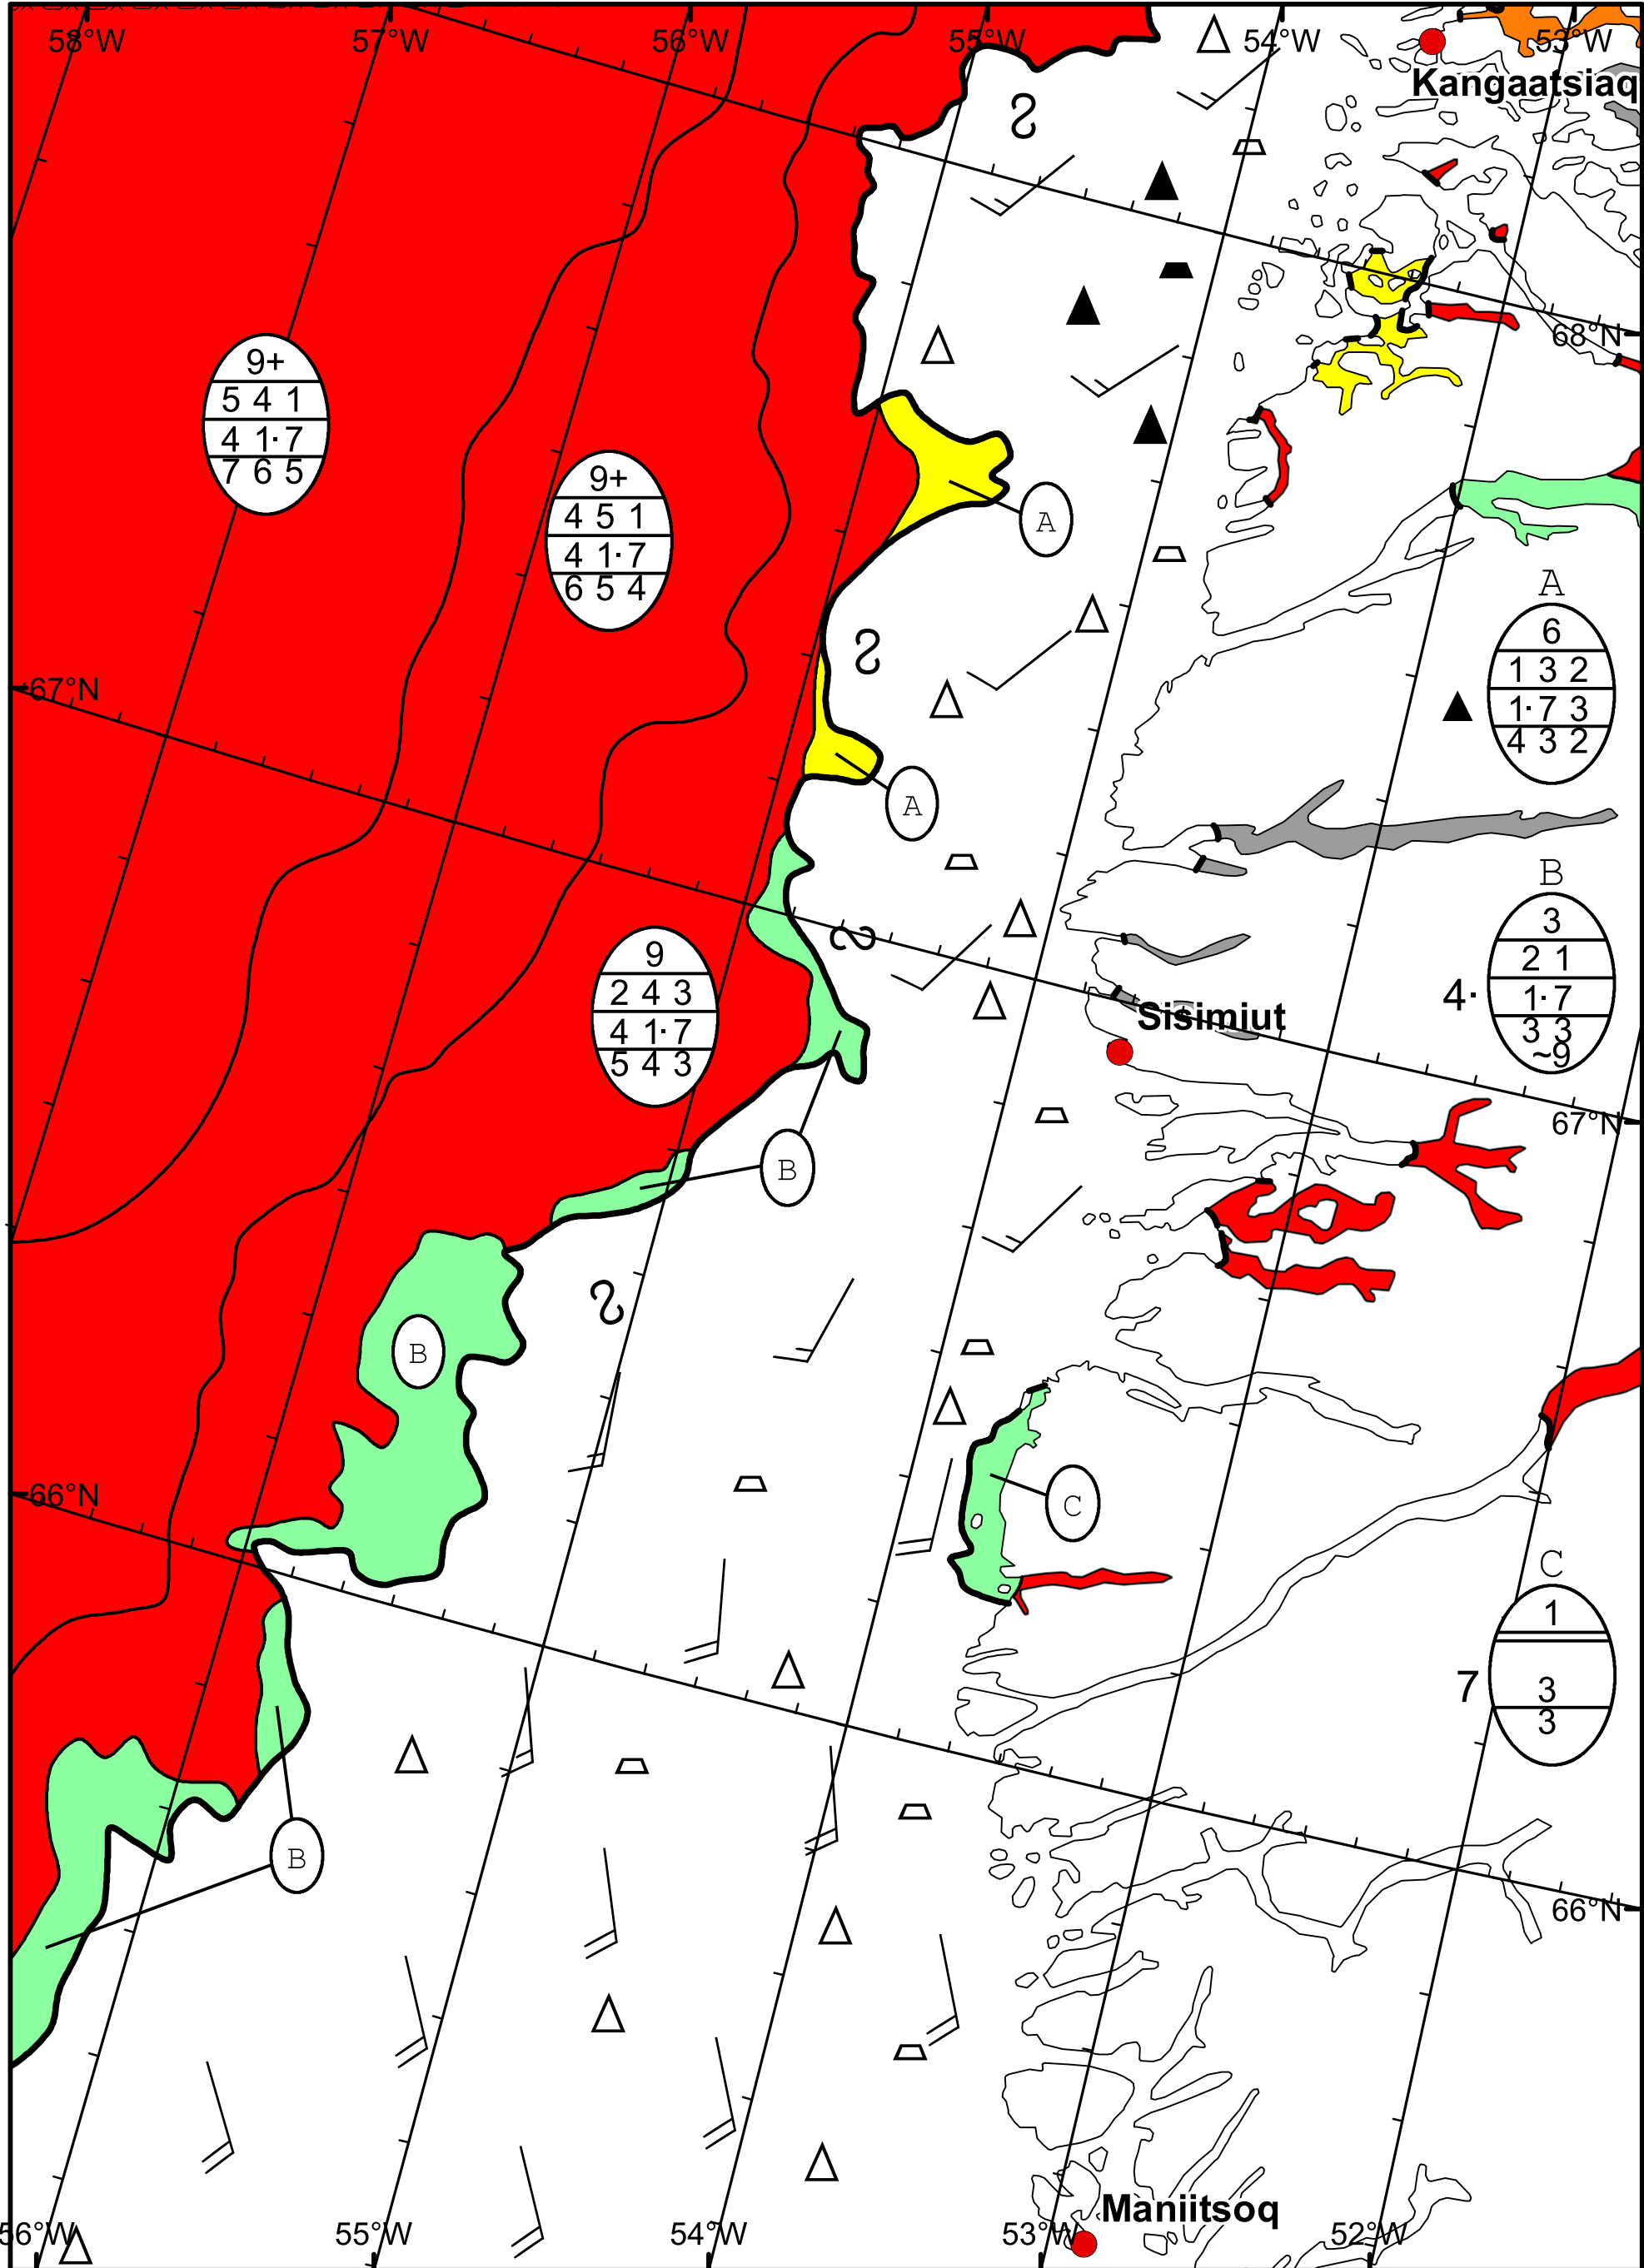 58°W 57°W 56°W 55°W 54°W 53°W
Kangaatsiaq
68°N
9+
5 4 1
4 1· 7
7 6 5
9+
4 5 1
4 1· 7
6 5 4
A
A
6
1 3 2
1· 7 3
4 3 2
67°N
A
B
3
2 1
4· 1· 7
3 3
~9
9
2 4 3
4 1· 7
5 4 3
Sisimiut
67°N
B
B
66°N
C
C
1
7 3
3
B
66°N
Maniitsoq
56°W 55°W 54°W 53°W 52°W